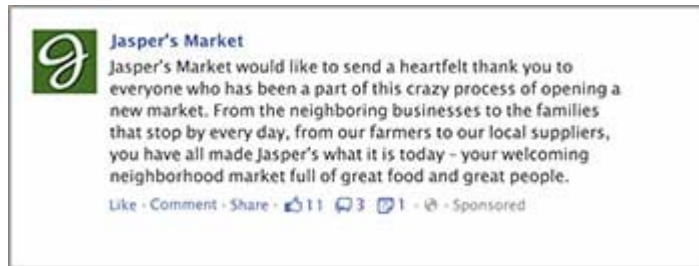 Jasper's Market
Jasper's Market would like to send a heartfelt thank you to
everyone who has been a part of this crazy process of opening a
new market. From the neighboring businesses to the families
that stop by every day, from our farmers to our local suppliers,
you have all made Jasper's what it is today – your welcoming
neighborhood market full of great food and great people.
Like · Comment · Share · 11 3 1 · · Sponsored